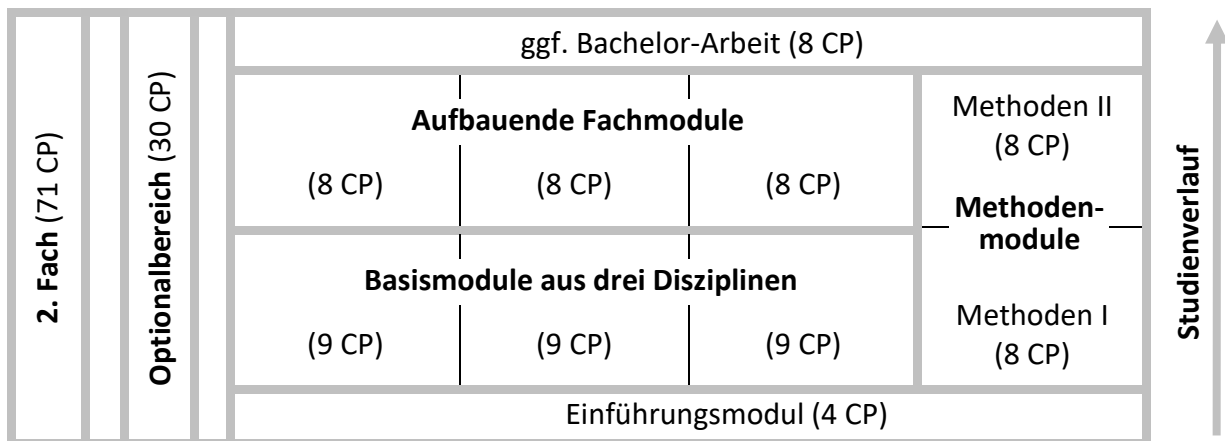 2. Fach (71 CP)
Optionalbereich (30 CP)
ggf. Bachelor-Arbeit (8 CP)
Aufbauende Fachmodule
(8 CP) (8 CP) (8 CP)
Methoden II
(8 CP)
Methoden-
module
Basismodule aus drei Disziplinen
(9 CP) (9 CP) (9 CP)
Methoden I
(8 CP)
Einführungsmodul (4 CP)
Studienverlauf